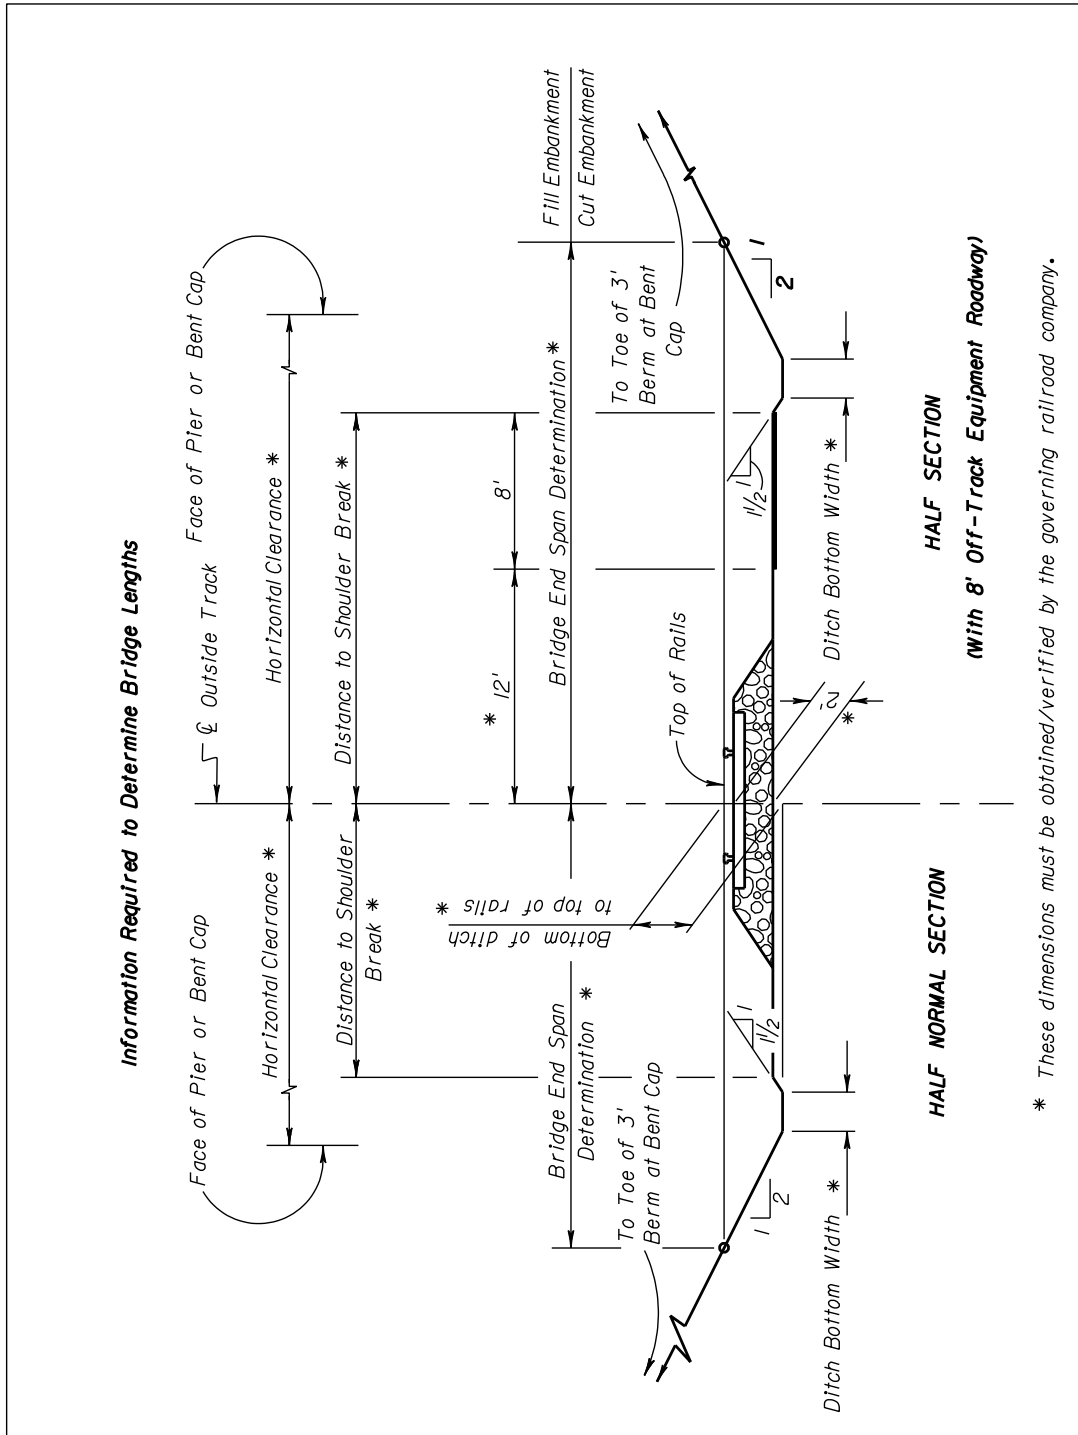 Information Required to Determine Bridge Lengths
Face of Pier or Bent Cap
℄ Outside Track
Face of Pier or Bent Cap
Horizontal Clearance *
Horizontal Clearance *
Distance to Shoulder
Break *
Distance to Shoulder Break *
* 12'
8'
Bridge End Span
Determination *
Bridge End Span Determination *
Fill Embankment
Cut Embankment
Bottom of ditch
to top of rails *
To Toe of 3'
Berm at Bent Cap
Top of Rails
To Toe of 3'
Berm at Bent
Cap
1
2
1
1½
1
1½
1
2
2'
*
Ditch Bottom Width *
Ditch Bottom Width *
HALF NORMAL SECTION
HALF SECTION
(With 8' Off-Track Equipment Roadway)
* These dimensions must be obtained/verified by the governing railroad company.